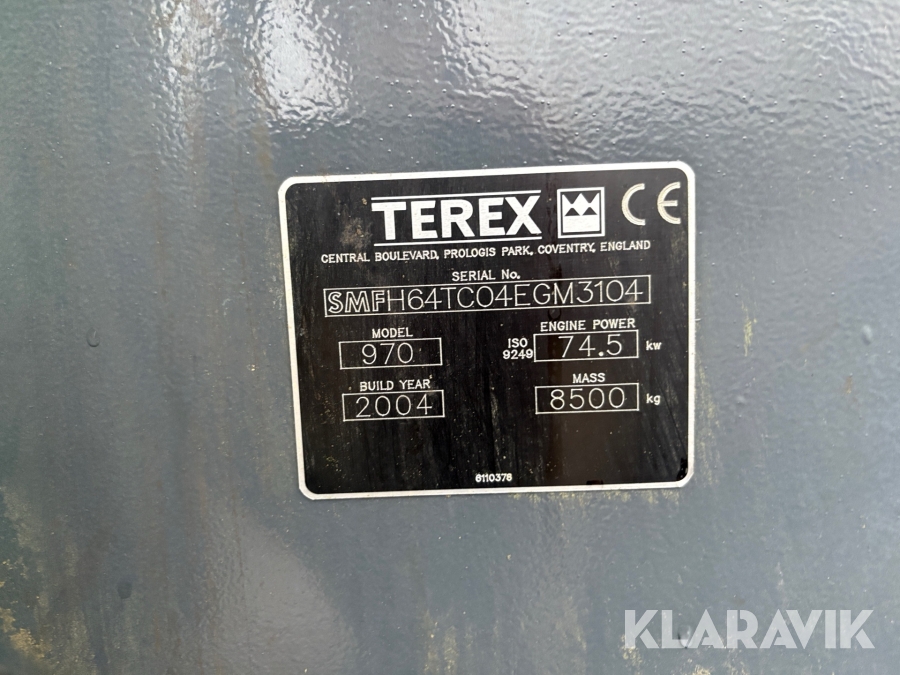 TEREX CE
CENTRAL BOULEVARD, PROLOGIS PARK, COVENTRY, ENGLAND
SERIAL No.
SMFH64TC04EGM3104
MODEL
970
ISO 9249
ENGINE POWER
74.5 kw
BUILD YEAR
2004
MASS
8500 kg
6110376
KLARAVIK